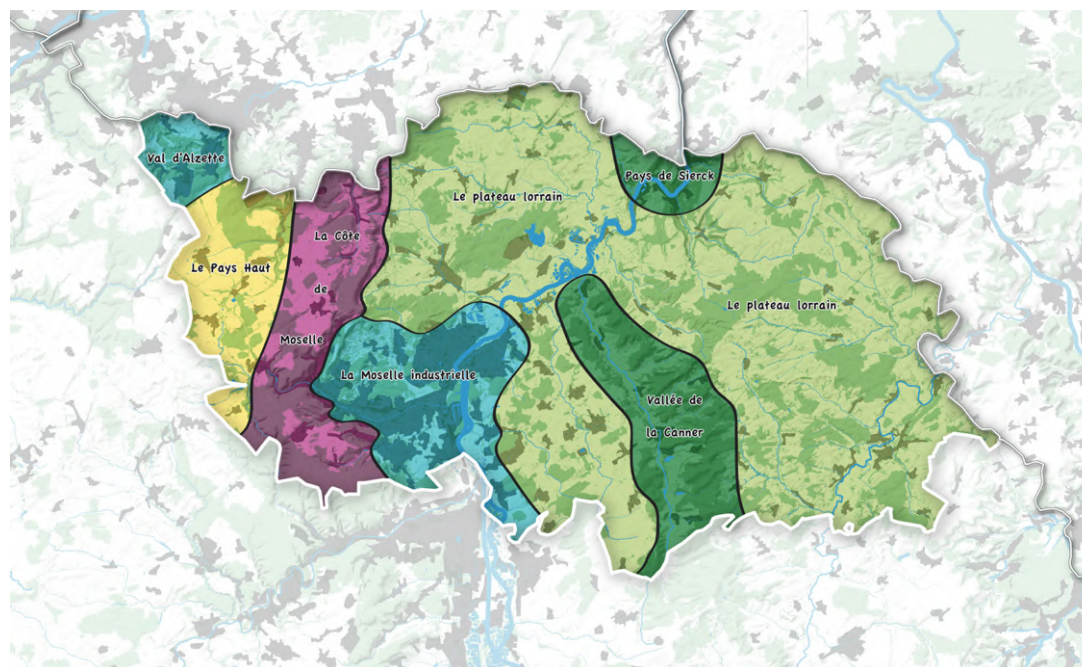 Val d'Alzette
Pays de Sierck
Le plateau lorrain
La Côte
de
Moselle
Le Pays Haut
Le plateau lorrain
La Moselle industrielle
Vallée de
la Canner